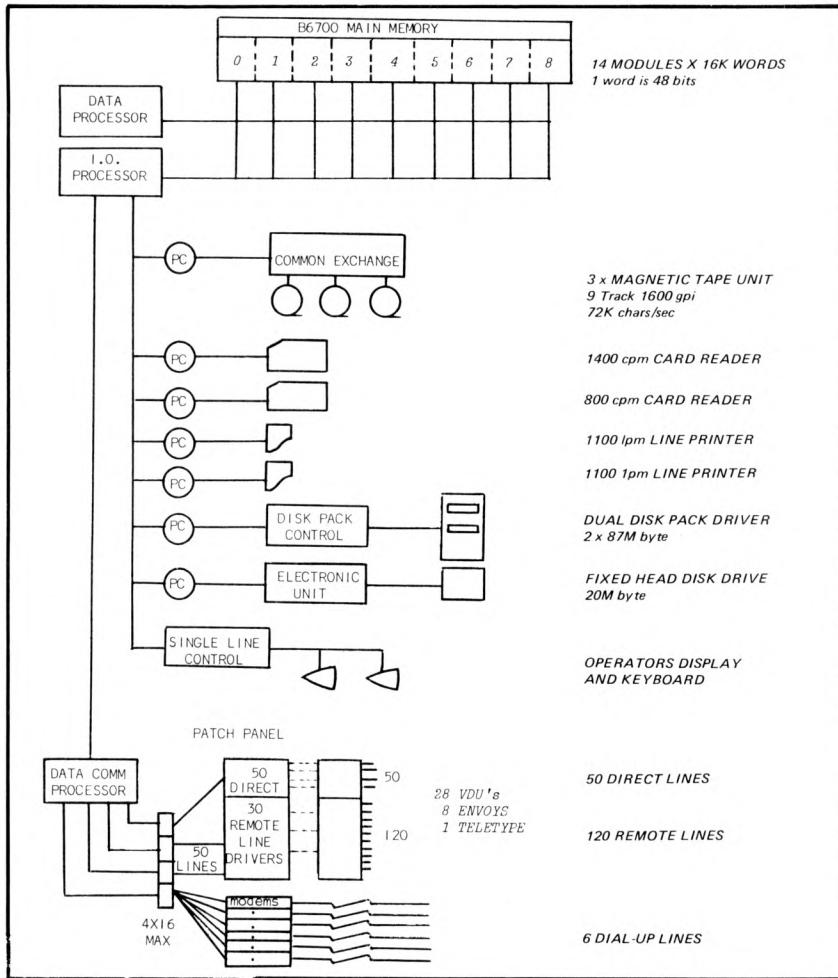 B6700 MAIN MEMORY
0 1 2 3 4 5 6 7 8
14 MODULES X 16K WORDS
1 word is 48 bits
DATA
PROCESSOR
I.O.
PROCESSOR
PC
COMMON EXCHANGE
3 x MAGNETIC TAPE UNIT
9 Track 1600 gpi
72K chars/sec
PC
1400 cpm CARD READER
PC
800 cpm CARD READER
PC
1100 lpm LINE PRINTER
PC
1100 1pm LINE PRINTER
PC
DISK PACK
CONTROL
DUAL DISK PACK DRIVER
2 x 87M byte
PC
ELECTRONIC
UNIT
FIXED HEAD DISK DRIVE
20M byte
SINGLE LINE
CONTROL
OPERATORS DISPLAY
AND KEYBOARD
PATCH PANEL
DATA COMM
PROCESSOR
50
DIRECT
50
50 DIRECT LINES
28 VDU's
8 ENVOYS
1 TELETYPE
30
REMOTE
LINE
DRIVERS
120
120 REMOTE LINES
50
LINES
4X16
MAX
modems
6 DIAL-UP LINES